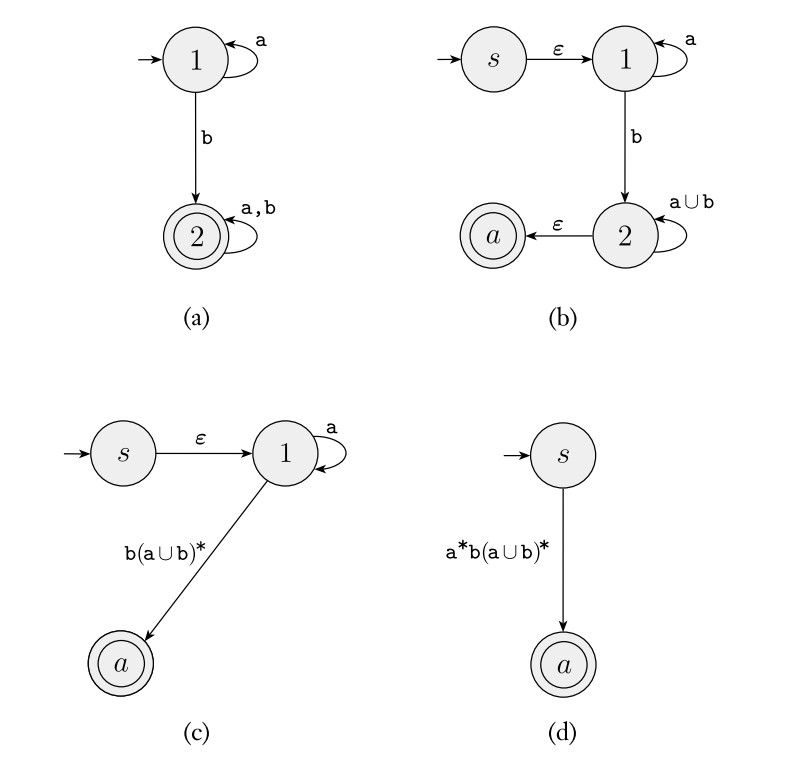 1 a s ε 1 a
b b
2 a,b a ε 2 a∪b
(a) (b)
s ε 1 a s
b(a∪b)* a*b(a∪b)*
a a
(c) (d)